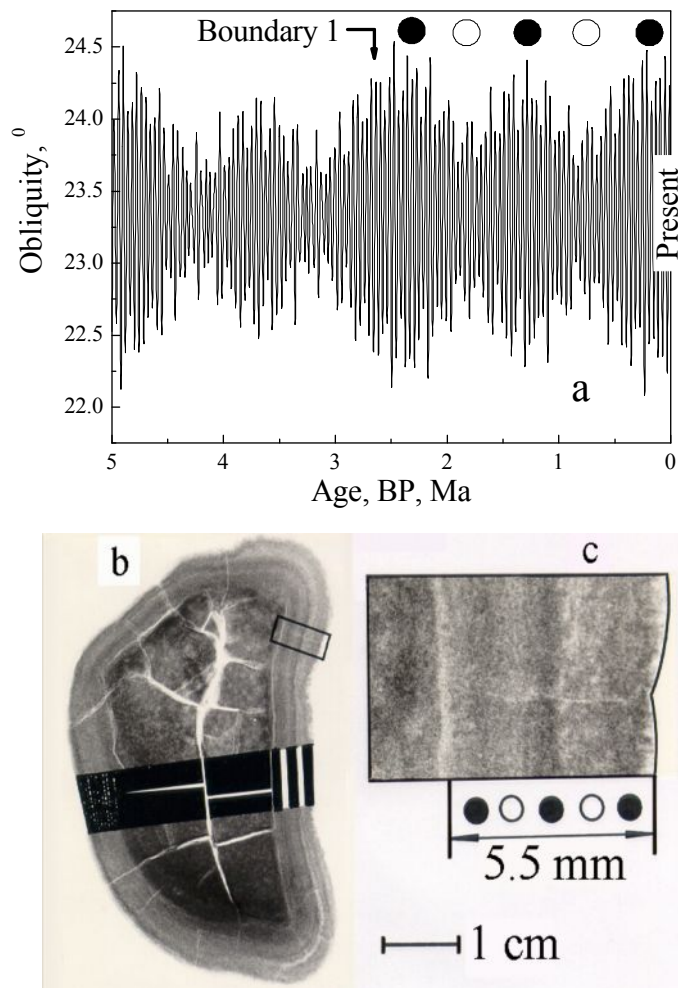 Boundary 1
24.5
24.0
23.5
23.0
22.5
22.0
Obliquity, 0
Present
a
5 4 3 2 1 0
Age, BP, Ma
b
c
5.5 mm
1 cm